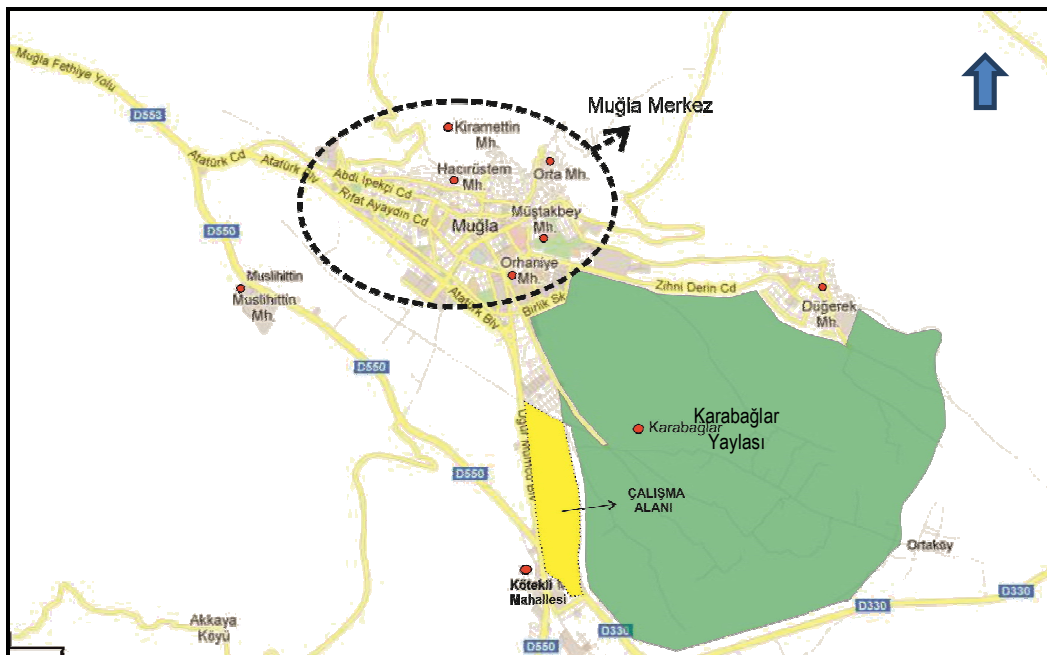 Muğla Fethiye Yolu
D553
Atatürk Cd
Atatürk Blv
Abdi İpekçi Cd
Rıfat Ayaydın Cd
Kiramettin
Mh.
Muğla Merkez
Hacırüstem
Mh.
Orta Mh.
Muğla
Müştakbey
Mh.
D550
Muslihittin
Muslihittin
Mh.
Orhaniye
Mh.
Zihni Derin Cd
Düğerek
Mh.
Atatürk Blv
Birlik Sk
D550
Karabağlar
Karabağlar
Yaylası
Uğur Mumcu Blv
D550
ÇALIŞMA
ALANI
Ortaköy
Kötekli
Mahallesi
Akkaya
Köyü
D330
D330
D330
D550